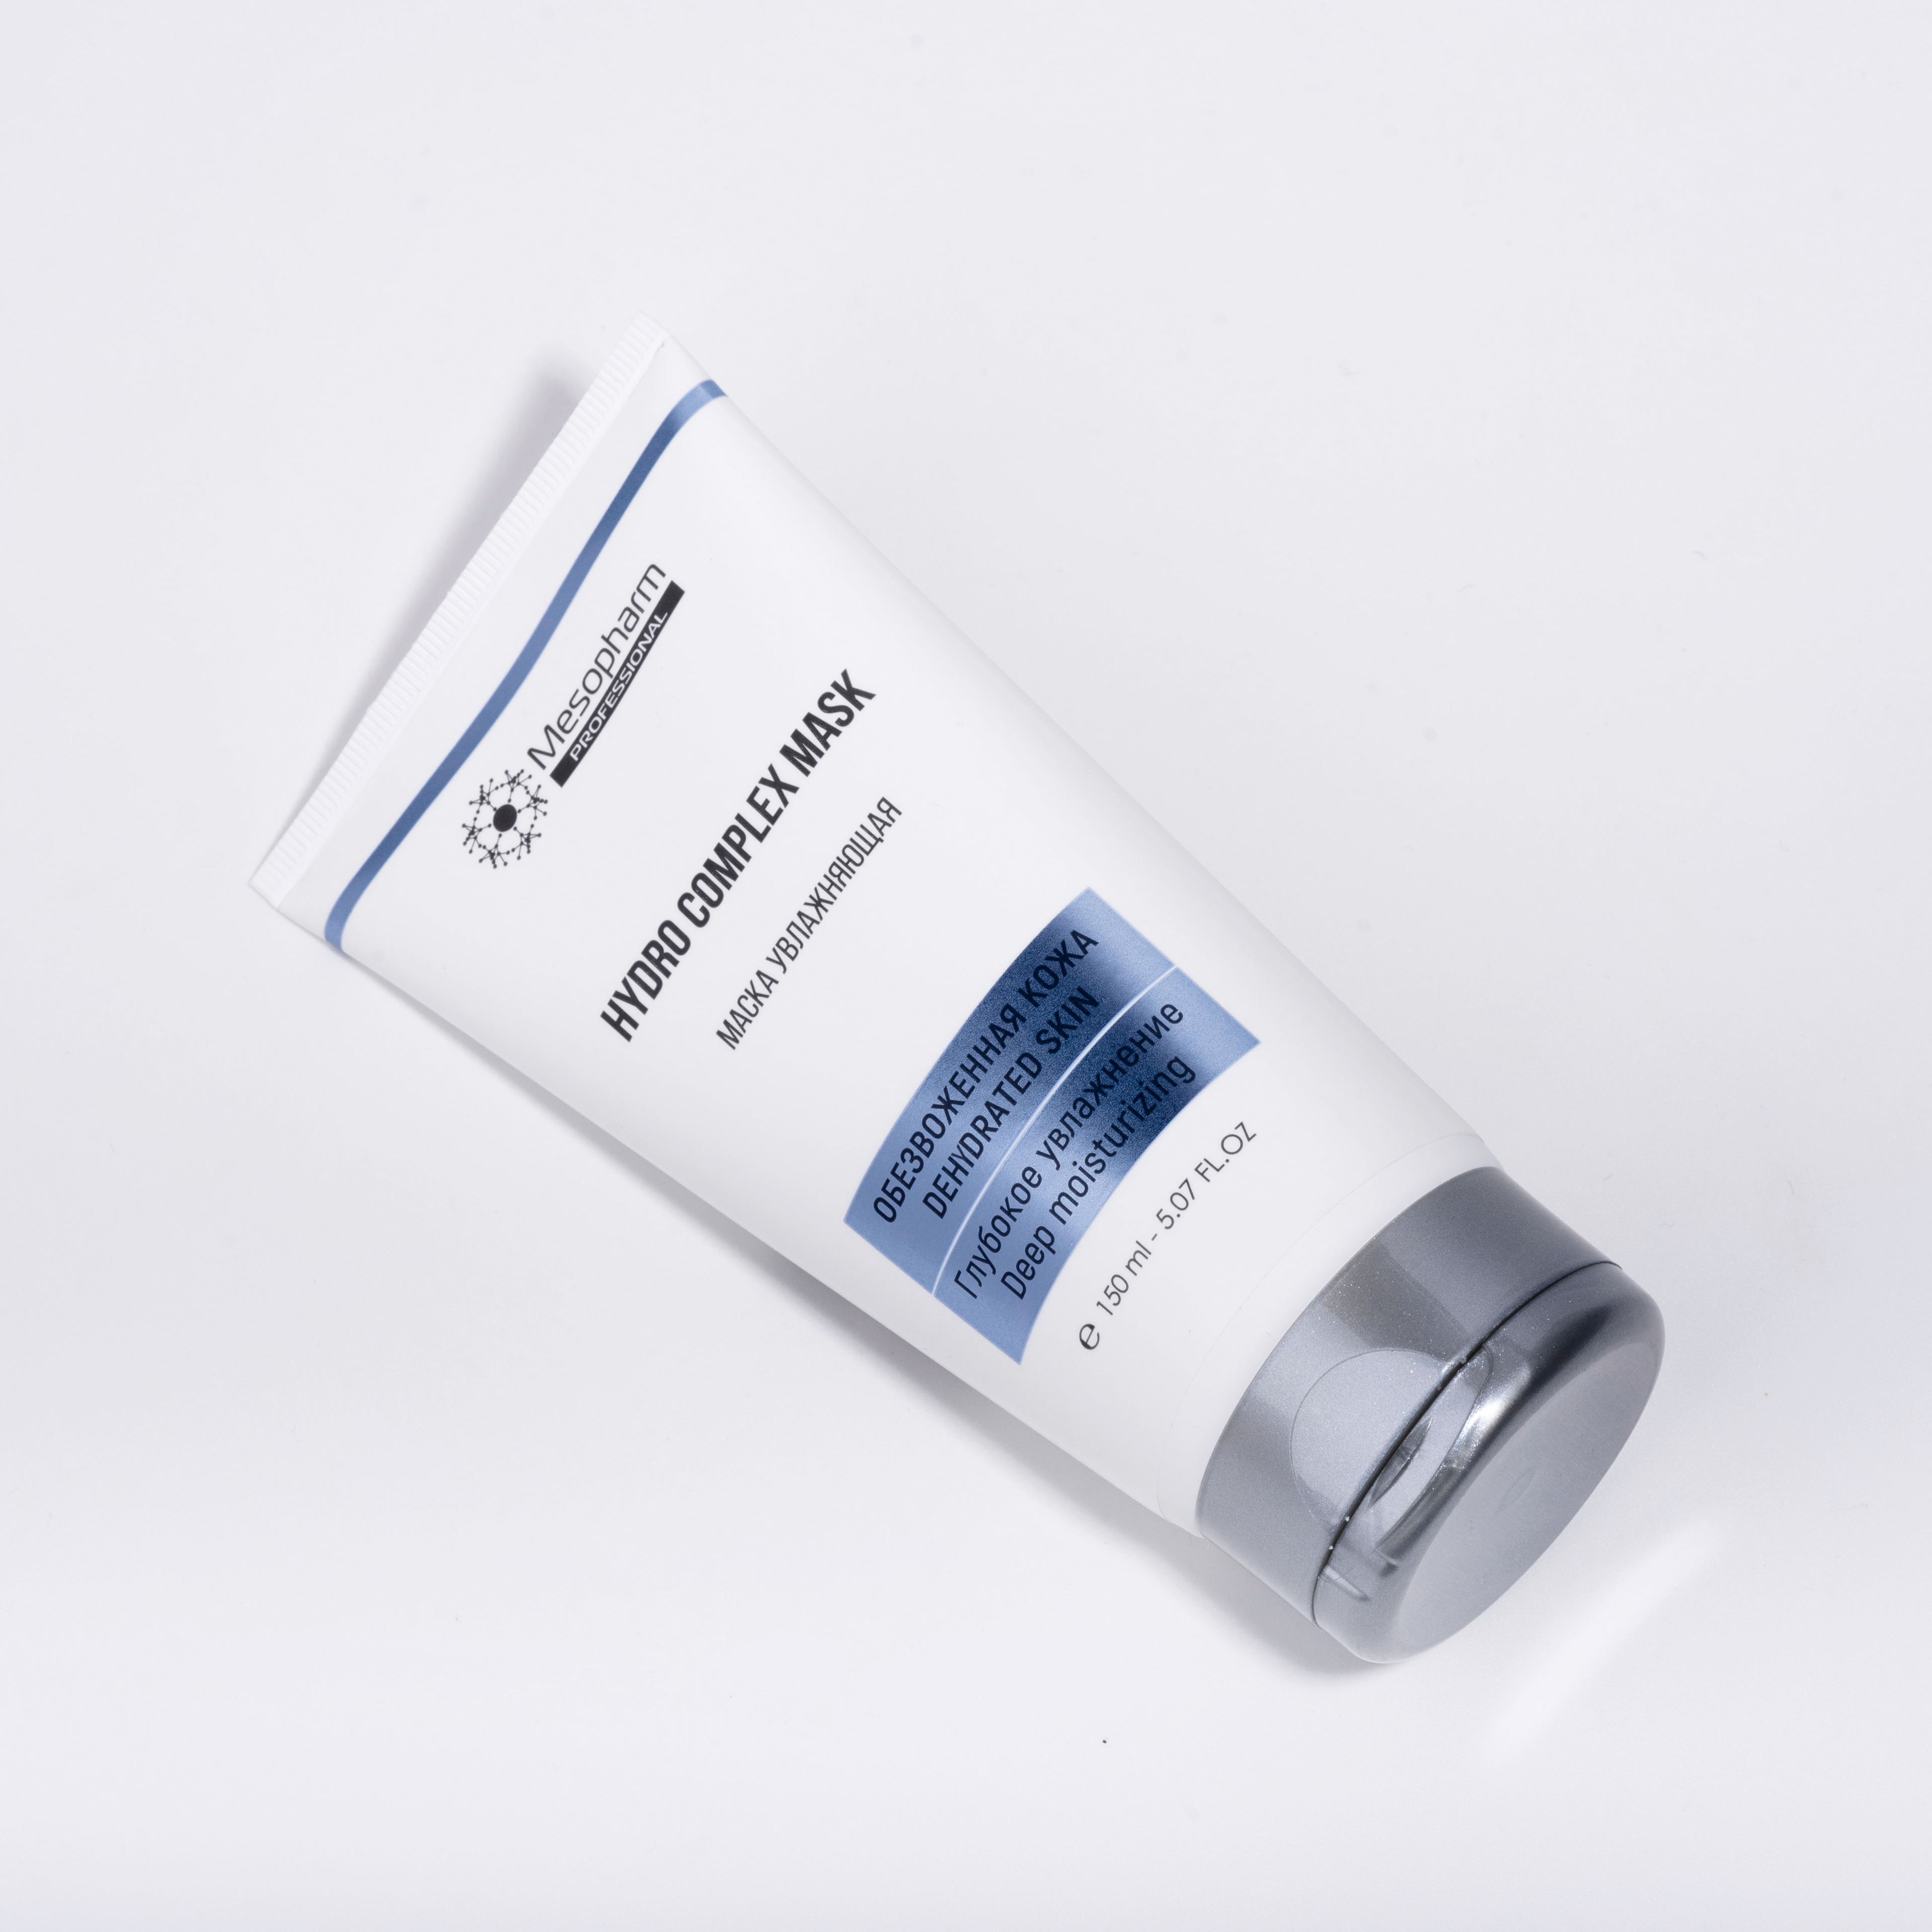 Mesopharm
PROFESSIONAL
HYDRO COMPLEX MASK
МАСКА УВЛАЖНЯЮЩАЯ
ОБЕЗВОЖЕННАЯ КОЖА
DEHYDRATED SKIN
Глубокое увлажнение
Deep moisturizing
℮ 150 ml - 5.07 FL.OZ